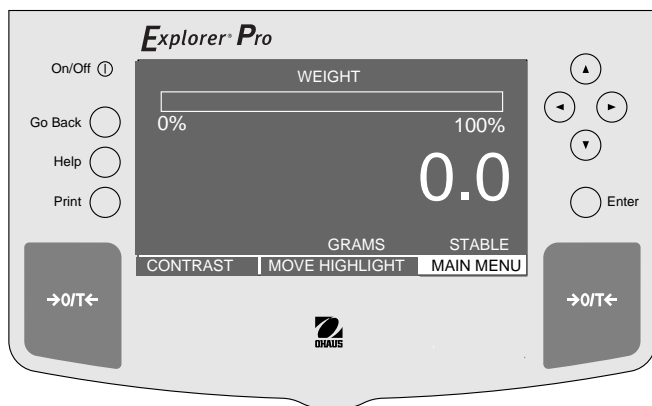 Explorer® Pro
On/Off
WEIGHT
Go Back
0% 100%
Help
0.0
Print
Enter
GRAMS STABLE
CONTRAST MOVE HIGHLIGHT MAIN MENU
→0/T← →0/T←
OHAUS